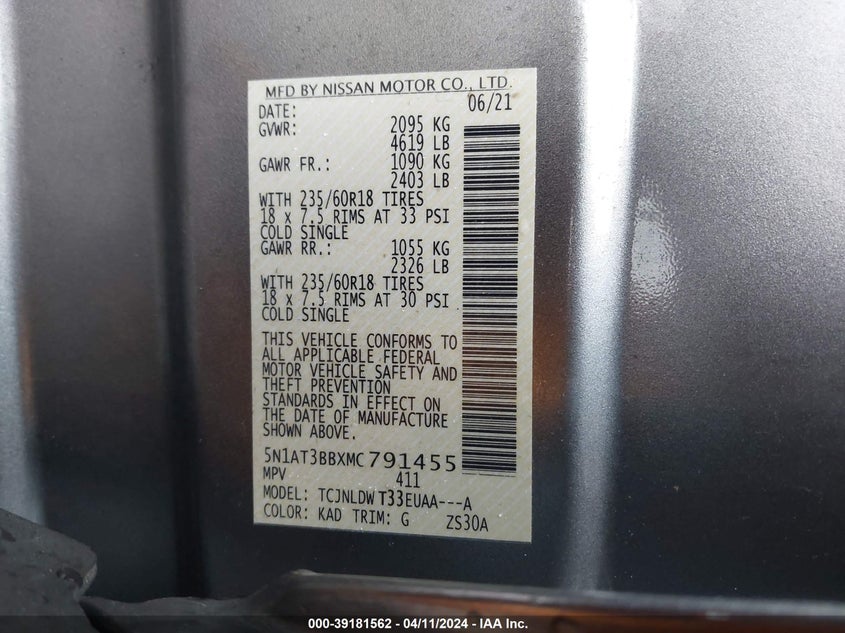 MFD BY NISSAN MOTOR CO., LTD.
DATE: 06/21
GVWR: 2095 KG
4619 LB
GAWR FR.: 1090 KG
2403 LB
WITH 235/60R18 TIRES
18 x 7.5 RIMS AT 33 PSI
COLD SINGLE
GAWR RR.: 1055 KG
2326 LB
WITH 235/60R18 TIRES
18 x 7.5 RIMS AT 30 PSI
COLD SINGLE
THIS VEHICLE CONFORMS TO
ALL APPLICABLE FEDERAL
MOTOR VEHICLE SAFETY AND
THEFT PREVENTION
STANDARDS IN EFFECT ON
THE DATE OF MANUFACTURE
SHOWN ABOVE.
5N1AT3BBXMC791455
MPV 411
MODEL: TCJNLDW T33EUAA---A
COLOR: KAD TRIM: G ZS30A
000-39181562 - 04/11/2024 - IAA Inc.